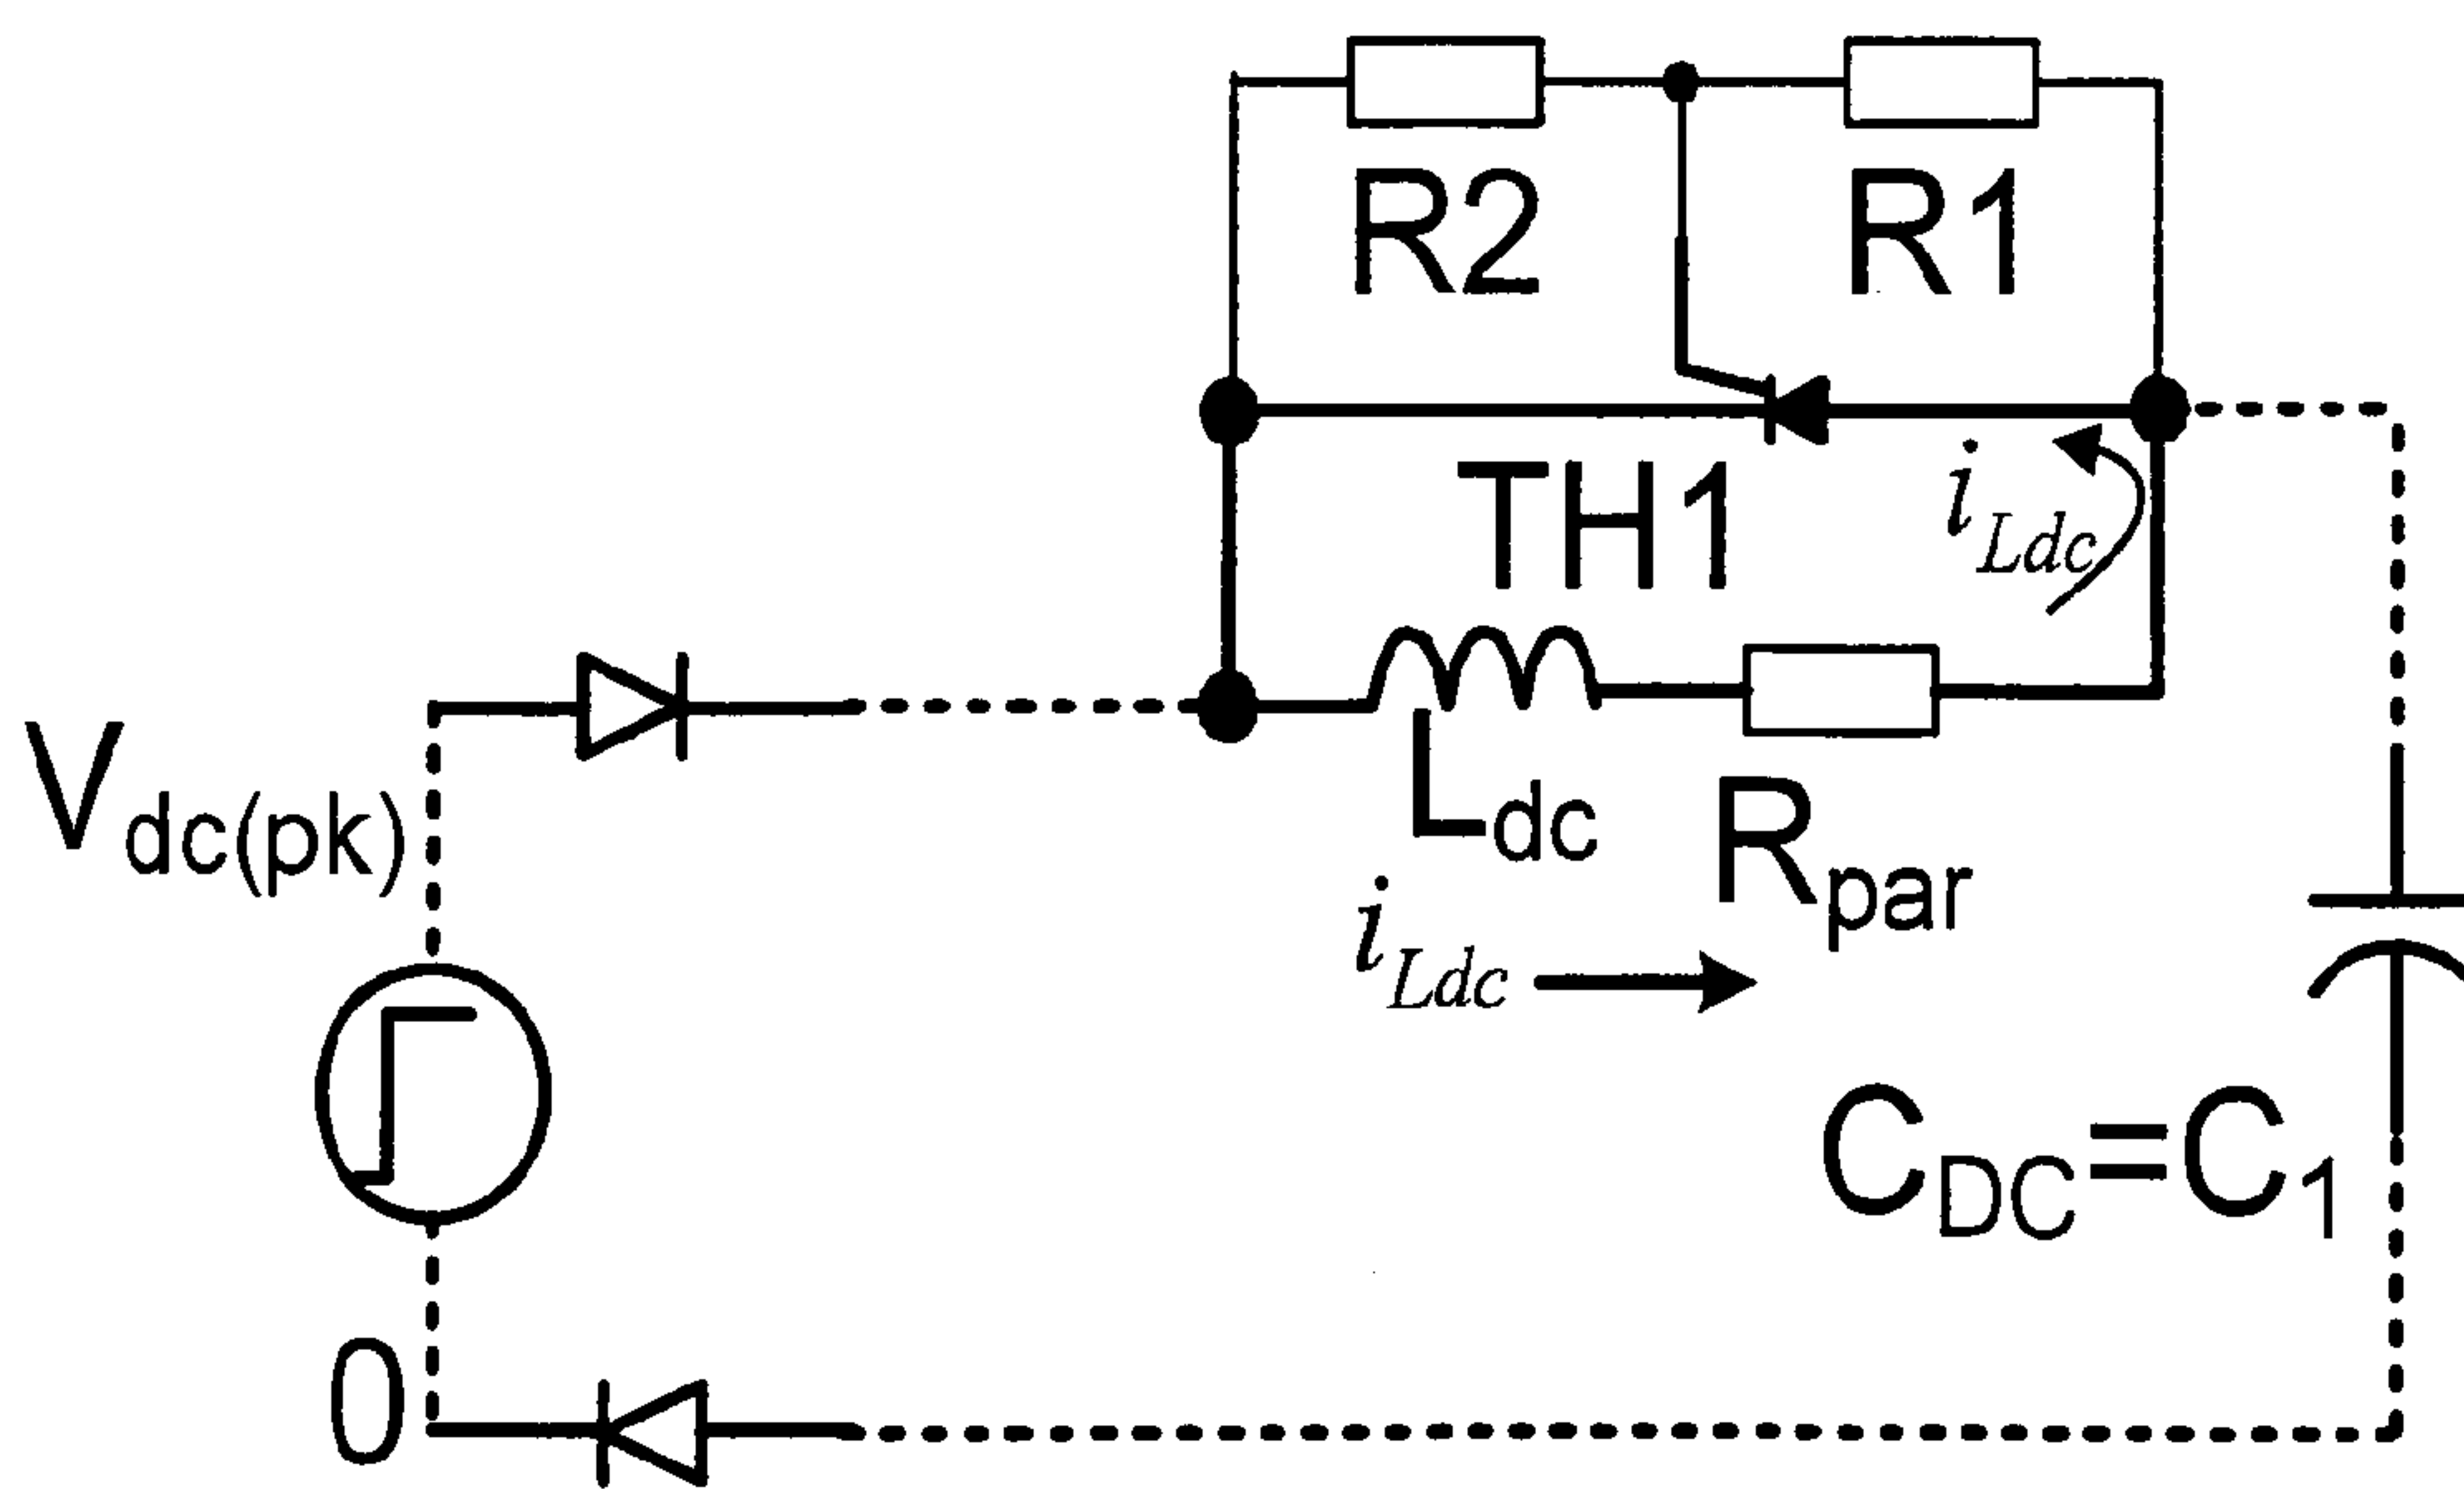 R2 R1
TH1
i_Ldc
V_dc(pk)
L_dc
R_par
i_Ldc
C_DC=C_1
0